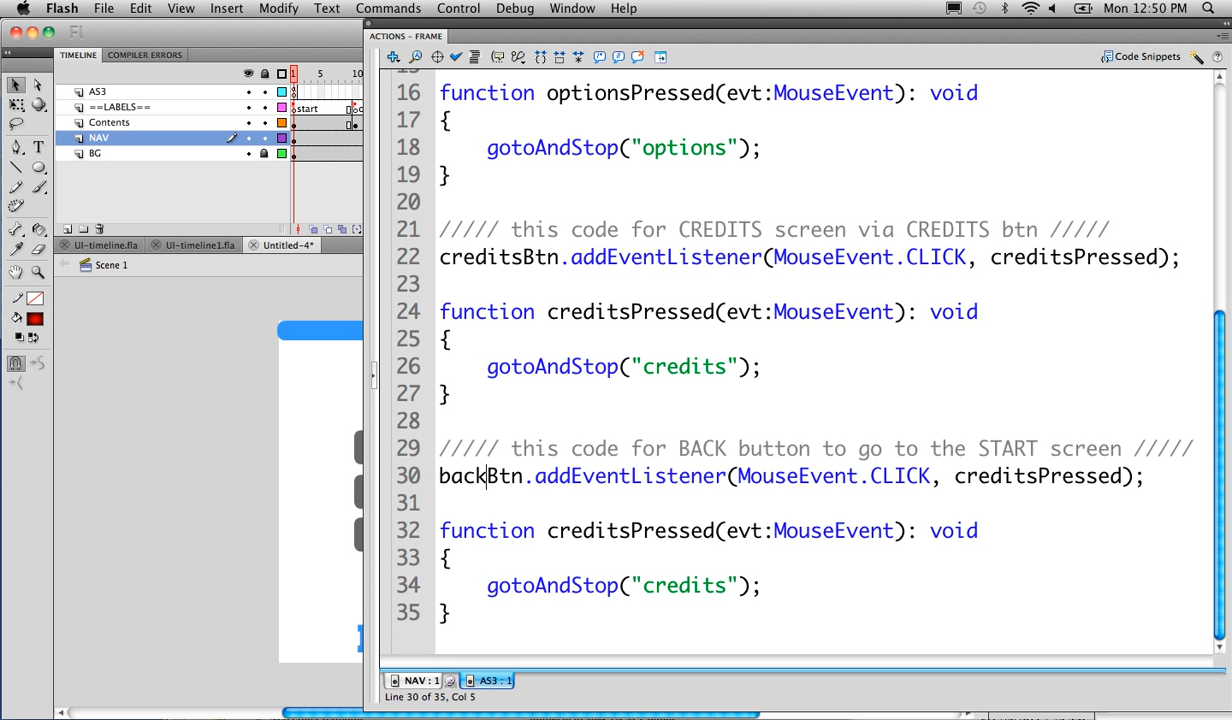 Flash File Edit View Insert Modify Text Commands Control Debug Window Help Mon 12:50 PM
ACTIONS - FRAME
TIMELINE COMPILER ERRORS
Code Snippets
1 5 10
AS3
==LABELS== start
Contents
NAV
BG
UI-timeline.fla UI-timeline1.fla Untitled-4*
Scene 1
16 function optionsPressed(evt:MouseEvent): void
17 {
18 gotoAndStop("options");
19 }
20
21 ///// this code for CREDITS screen via CREDITS btn /////
22 creditsBtn.addEventListener(MouseEvent.CLICK, creditsPressed);
23
24 function creditsPressed(evt:MouseEvent): void
25 {
26 gotoAndStop("credits");
27 }
28
29 ///// this code for BACK button to go to the START screen /////
30 backBtn.addEventListener(MouseEvent.CLICK, creditsPressed);
31
32 function creditsPressed(evt:MouseEvent): void
33 {
34 gotoAndStop("credits");
35 }
NAV : 1 AS3 : 1
Line 30 of 35, Col 5